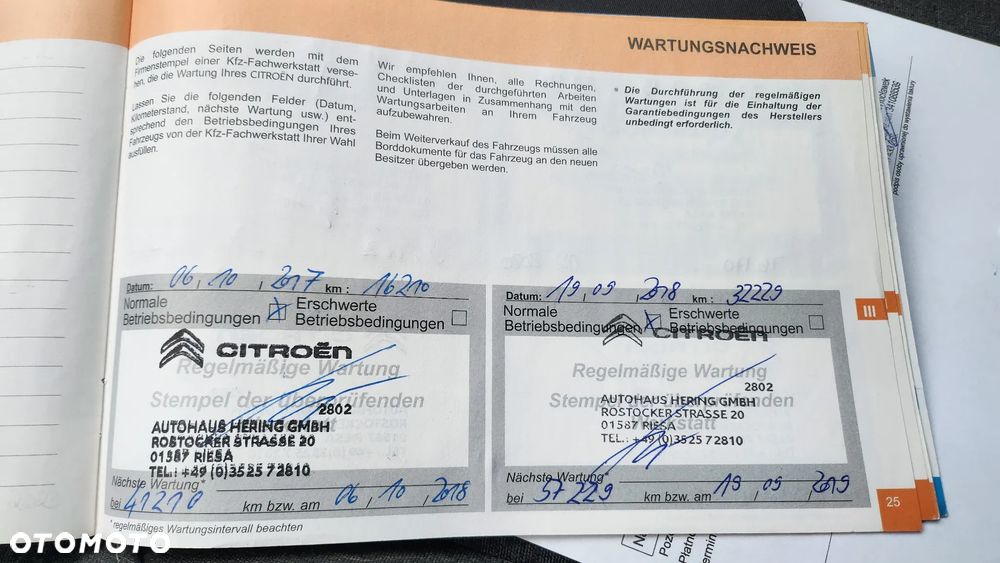 WARTUNGSNACHWEIS
Die folgenden Seiten werden mit dem
Firmenstempel einer Kfz-Fachwerkstatt verse-
hen, die die Wartung Ihres CITROËN durchführt.
Lassen Sie die folgenden Felder (Datum,
Kilometerstand, nächste Wartung usw.) ent-
sprechend den Betriebsbedingungen Ihres
Fahrzeugs von der Kfz-Fachwerkstatt Ihrer Wahl
ausfüllen.
Wir empfehlen Ihnen, alle Rechnungen,
Checklisten der durchgeführten Arbeiten
und Unterlagen in Zusammenhang mit den
Wartungsarbeiten an Ihrem Fahrzeug
aufzubewahren.
Beim Weiterverkauf des Fahrzeugs müssen alle
Borddokumente für das Fahrzeug an den neuen
Besitzer übergeben werden.
* Die Durchführung der regelmäßigen
Wartungen ist für die Einhaltung der
Garantiebedingungen des Herstellers
unbedingt erforderlich.
Datum: 06, 10, 2017 km: 16210
Normale
Betriebsbedingungen
Erschwerte
Betriebsbedingungen
CITROËN
Regelmäßige Wartung
Stempel der überprüfenden
2802
AUTOHAUS HERING GMBH
ROSTOCKER STRASSE 20
01587 RIESA
TEL.: +49 (0)3525 72810
Nächste Wartung*
bei 41210 km bzw. am 06, 10, 2018
* regelmäßiges Wartungsintervall beachten
Datum: 19, 09, 2018 km: 32229
Normale
Betriebsbedingungen
Erschwerte
Betriebsbedingungen
CITROËN
Regelmäßige Wartung
Stempel der überprüfenden
Werkstatt
2802
AUTOHAUS HERING GMBH
ROSTOCKER STRASSE 20
01587 RIESA
TEL.: +49 (0)3525 72810
Nächste Wartung*
bei 57229 km bzw. am 19, 09, 2019
III
25
OTOMOTO